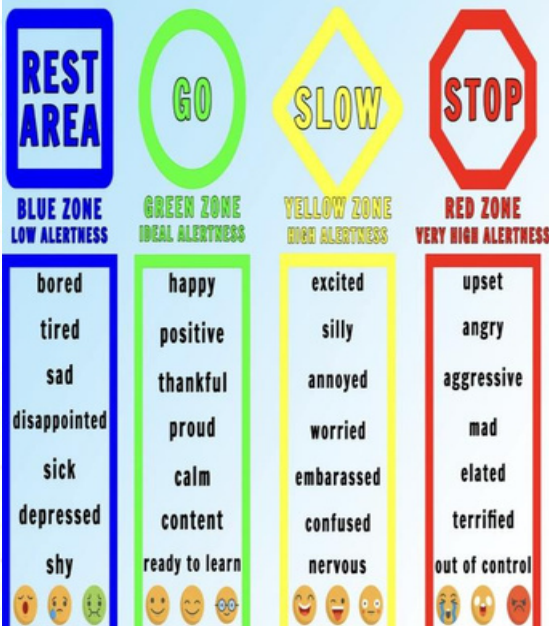 REST
AREA
BLUE ZONE
LOW ALERTNESS
bored
tired
sad
disappointed
sick
depressed
shy
GO
GREEN ZONE
IDEAL ALERTNESS
happy
positive
thankful
proud
calm
content
ready to learn
SLOW
YELLOW ZONE
HIGH ALERTNESS
excited
silly
annoyed
worried
embarassed
confused
nervous
STOP
RED ZONE
VERY HIGH ALERTNESS
upset
angry
aggressive
mad
elated
terrified
out of control